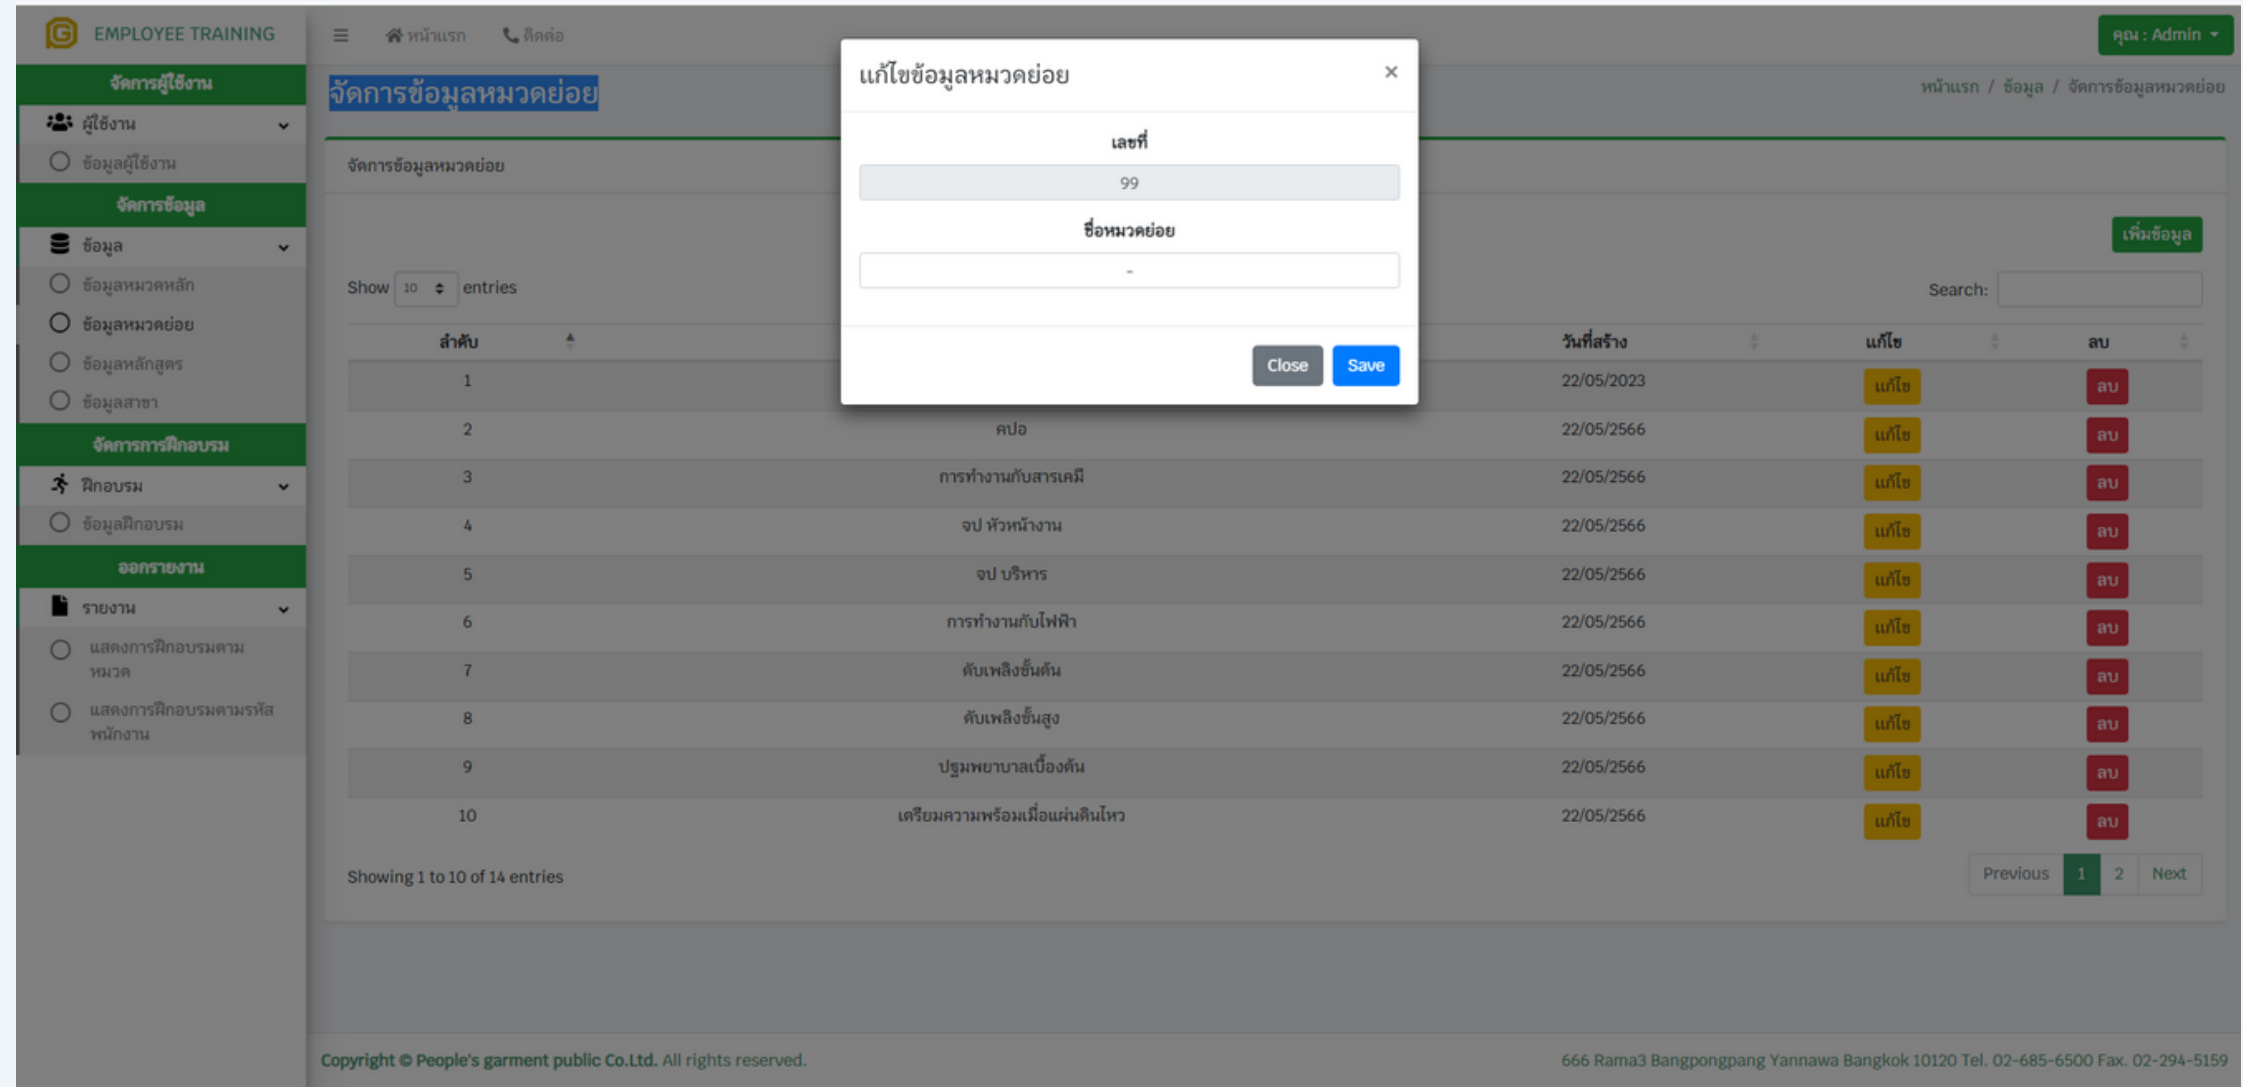 EMPLOYEE TRAINING
หน้าแรก ติดต่อ
คุณ : Admin
จัดการผู้ใช้งาน
ผู้ใช้งาน
ข้อมูลผู้ใช้งาน
จัดการข้อมูล
ข้อมูล
ข้อมูลหมวดหลัก
ข้อมูลหมวดย่อย
ข้อมูลหลักสูตร
ข้อมูลสาขา
จัดการการฝึกอบรม
ฝึกอบรม
ข้อมูลฝึกอบรม
ออกรายงาน
รายงาน
แสดงการฝึกอบรมตาม
หมวด
แสดงการฝึกอบรมตามรหัส
พนักงาน
จัดการข้อมูลหมวดย่อย
หน้าแรก / ข้อมูล / จัดการข้อมูลหมวดย่อย
จัดการข้อมูลหมวดย่อย
แก้ไขข้อมูลหมวดย่อย ×
เลขที่
99
ชื่อหมวดย่อย
-
Close Save
เพิ่มข้อมูล
Show 10 entries
Search:
ลำดับ วันที่สร้าง แก้ไข ลบ
1 22/05/2023 แก้ไข ลบ
2 คปอ 22/05/2566 แก้ไข ลบ
3 การทำงานกับสารเคมี 22/05/2566 แก้ไข ลบ
4 จป หัวหน้างาน 22/05/2566 แก้ไข ลบ
5 จป บริหาร 22/05/2566 แก้ไข ลบ
6 การทำงานกับไฟฟ้า 22/05/2566 แก้ไข ลบ
7 ดับเพลิงขั้นต้น 22/05/2566 แก้ไข ลบ
8 ดับเพลิงขั้นสูง 22/05/2566 แก้ไข ลบ
9 ปฐมพยาบาลเบื้องต้น 22/05/2566 แก้ไข ลบ
10 เตรียมความพร้อมเมื่อแผ่นดินไหว 22/05/2566 แก้ไข ลบ
Showing 1 to 10 of 14 entries
Previous 1 2 Next
Copyright © People's garment public Co.Ltd. All rights reserved.
666 Rama3 Bangpongpang Yannawa Bangkok 10120 Tel. 02-685-6500 Fax. 02-294-5159